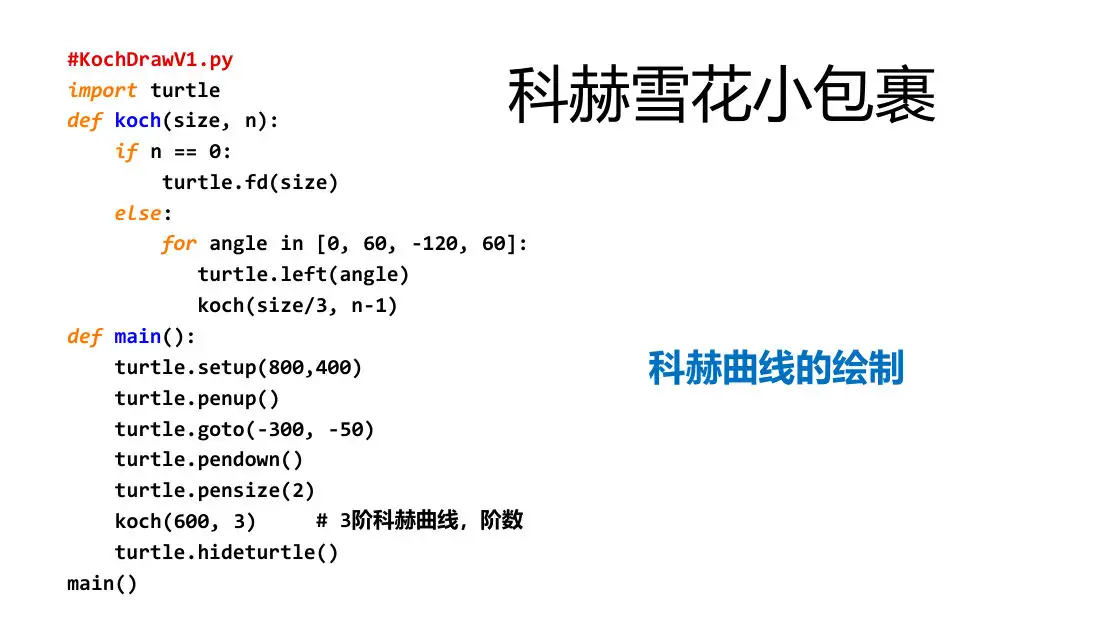 科赫雪花小包裹
#KochDrawV1.py
import turtle
def koch(size, n):
    if n == 0:
        turtle.fd(size)
    else:
        for angle in [0, 60, -120, 60]:
           turtle.left(angle)
           koch(size/3, n-1)
def main():
    turtle.setup(800,400)
    turtle.penup()
    turtle.goto(-300, -50)
    turtle.pendown()
    turtle.pensize(2)
    koch(600, 3)     # 3阶科赫曲线，阶数
    turtle.hideturtle()
main()
科赫曲线的绘制